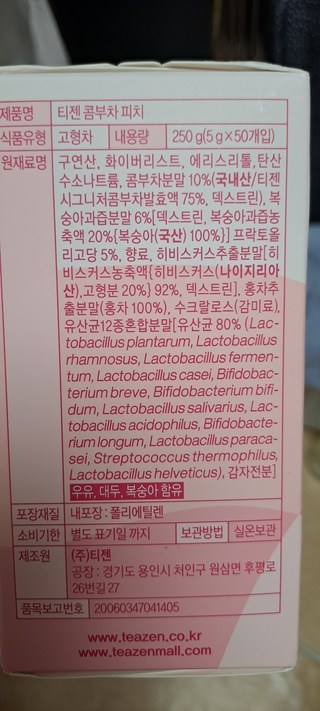 제품명 티젠 콤부차 피치
식품유형 고형차 내용량 250 g(5 g×50개입)
원재료명 구연산, 화이버리스트, 에리스리톨, 탄산
수소나트륨, 콤부차분말 10%(국내산/티젠
시그니처콤부차발효액 75%, 덱스트린), 복
숭아과즙분말 6%[덱스트린, 복숭아과즙농
축액 20%{복숭아(국산) 100%}] 프락토올
리고당 5%, 향료, 히비스커스추출분말[히
비스커스농축액{히비스커스(나이지리아
산), 고형분 20%} 92%, 덱스트린], 홍차추
출분말(홍차 100%), 수크랄로스(감미료),
유산균12종혼합분말[유산균 80% (Lac-
tobacillus plantarum, Lactobacillus
rhamnosus, Lactobacillus fermen-
tum, Lactobacillus casei, Bifidobac-
terium breve, Bifidobacterium bifi-
dum, Lactobacillus salivarius, Lac-
tobacillus acidophilus, Bifidobacte-
rium longum, Lactobacillus paraca-
sei, Streptococcus thermophilus,
Lactobacillus helveticus), 감자전분]
우유, 대두, 복숭아 함유
포장재질 내포장 : 폴리에틸렌
소비기한 별도 표기일 까지 보관방법 실온보관
제조원 (주)티젠
공장 : 경기도 용인시 처인구 원삼면 후평로
26번길 27
품목보고번호 20060347041405
www.teazen.co.kr
www.teazenmall.com